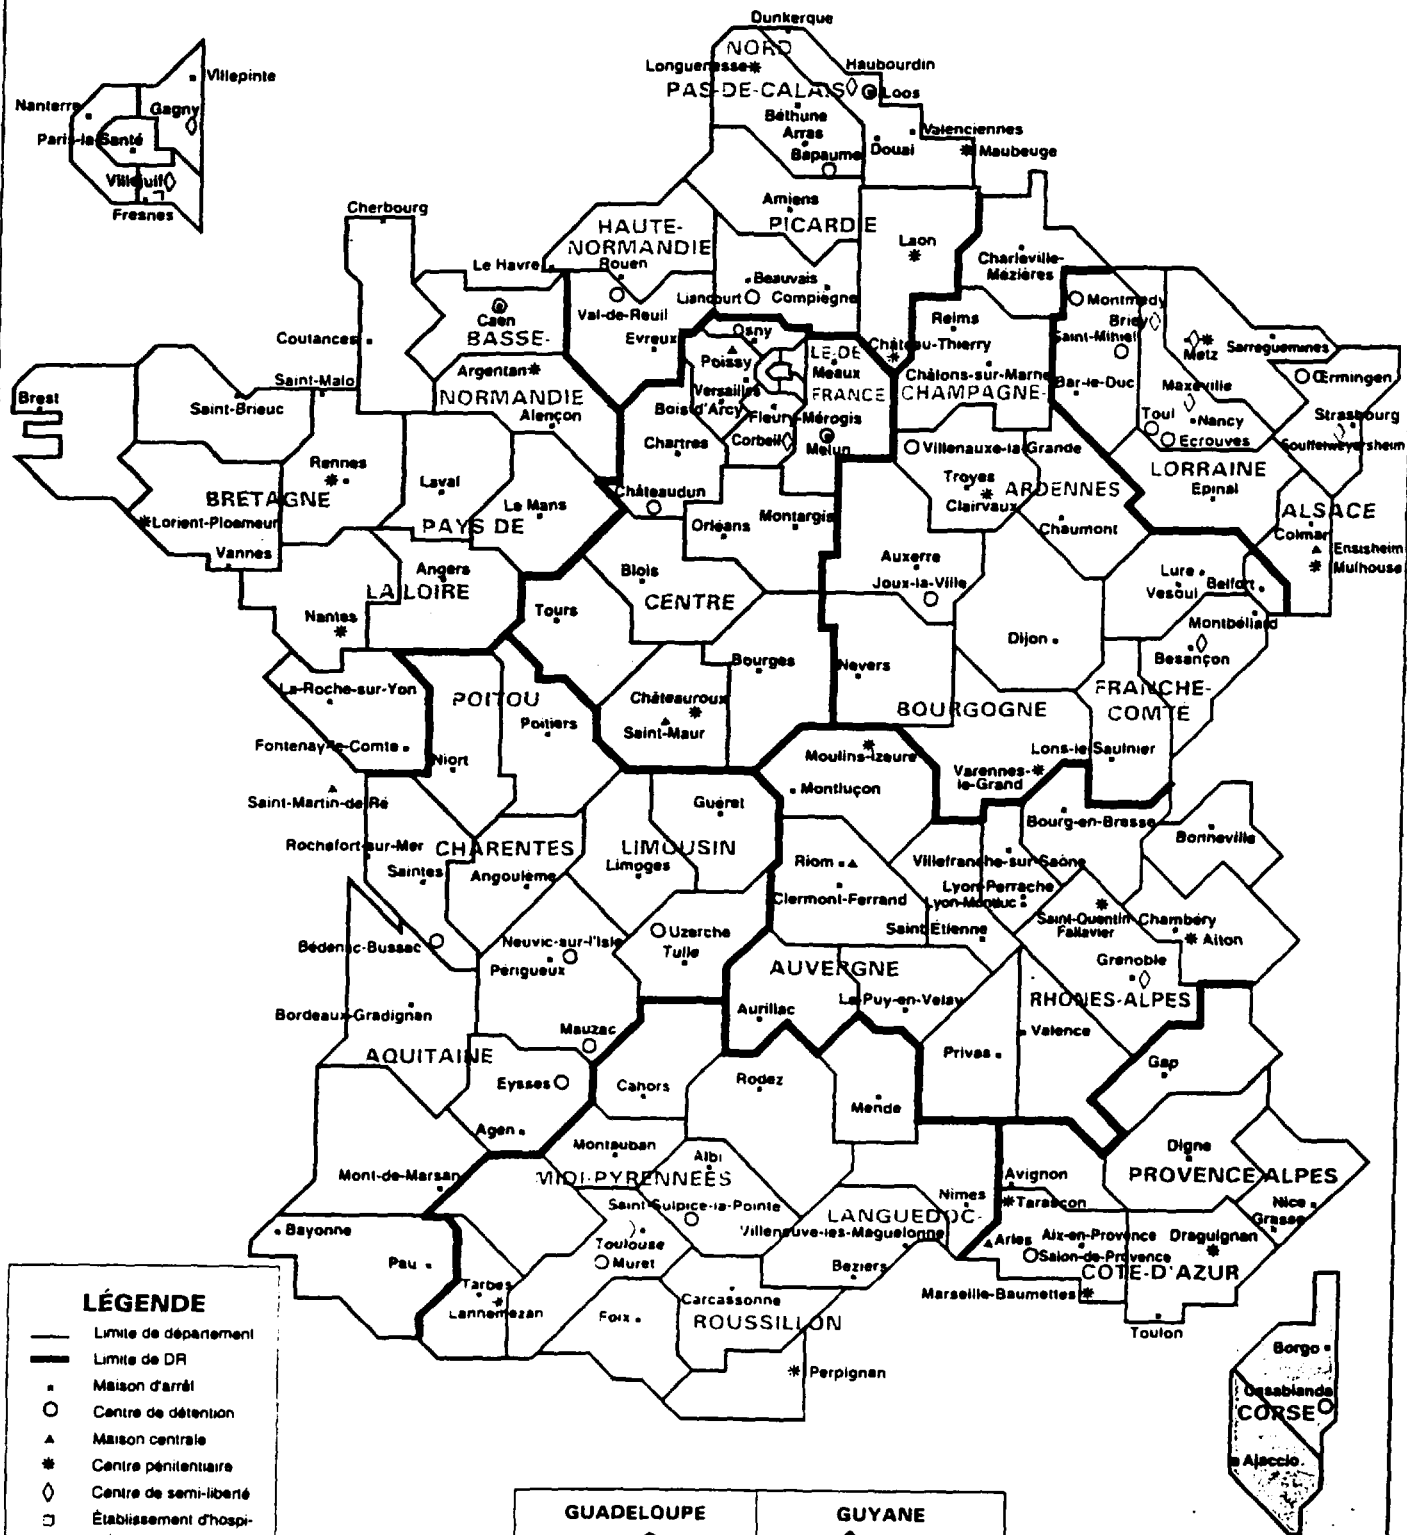 Dunkerque
NORD
Longuenesse
Haubourdin
PAS-DE-CALAIS
Loos
Béthune
Arras
Bapaume
Douai
Valenciennes
Maubeuge
Villepinte
Nanterre
Gagny
Paris-la-Santé
Villejuif
Fresnes
Amiens
PICARDIE
Cherbourg
HAUTE-
NORMANDIE
Laon
Charleville-
Mézières
Le Havre
Rouen
Beauvais
Liancourt
Compiègne
Val-de-Reuil
Evreux
Caen
BASSE-
Coutances
Argentan
NORMANDIE
Alençon
Osny
Poissy
Versailles
Bois d'Arcy
ILE-DE
Meaux
FRANCE
Fleury-Mérogis
Corbeil
Melun
Chartres
Château-Thierry
Reims
Châlons-sur-Marne
CHAMPAGNE-
Montmédy
Briey
Saint-Mihiel
Metz
Sarreguemines
Bar-le-Duc
Maxéville
Œrmingen
Toul
Nancy
Ecrouves
Strasbourg
Souffelweyersheim
LORRAINE
Epinal
Brest
Saint-Malo
Saint-Brieuc
Rennes
BRETAGNE
Lorient-Ploemeur
Vannes
Laval
Le Mans
PAYS DE
Châteaudun
Orléans
Montargis
Villenauxe-la-Grande
Troyes
Clairvaux
ARDENNES
Chaumont
ALSACE
Colmar
Ensisheim
Mulhouse
Angers
LA LOIRE
Nantes
Blois
CENTRE
Tours
Auxerre
Joux-la-Ville
Lure
Vesoul
Belfort
Montbéliard
Besançon
Dijon
La-Roche-sur-Yon
POITOU
Poitiers
Bourges
Châteauroux
Saint-Maur
Nevers
BOURGOGNE
FRANCHE-
COMTÉ
Fontenay-le-Comte
Niort
Moulins-Izeure
Varennes-
le-Grand
Lons-le-Saulnier
Saint-Martin-de-Ré
Guéret
Montluçon
Bourg-en-Bresse
Bonneville
Rochefort-sur-Mer
CHARENTES
LIMOUSIN
Saintes
Angoulême
Limoges
Riom
Clermont-Ferrand
Villefranche-sur-Saône
Lyon-Perrache
Lyon-Montluc
Saint-Étienne
Saint-Quentin
Fallavier
Chambéry
Aiton
Bédenac-Bussac
Neuvic-sur-l'Isle
Périgueux
Uzerche
Tulle
AUVERGNE
Grenoble
RHONES-ALPES
Bordeaux-Gradignan
Aurillac
Le-Puy-en-Velay
Valence
Privas
Gap
Mauzac
AQUITAINE
Eysses
Cahors
Rodez
Mende
Agen
Montauban
Albi
Digne
Mont-de-Marsan
MIDI-PYRENNEES
Avignon
PROVENCE-ALPES
Saint-Sulpice-la-Pointe
Nîmes
Tarascon
Nice
Grasse
Bayonne
LANGUEDOC-
Villeneuve-les-Maguelonne
Toulouse
Muret
Arles
Aix-en-Provence
Draguignan
Salon-de-Provence
COTE-D'AZUR
Pau
Beziers
Tarbes
Lannemezan
Carcassonne
Foix
ROUSSILLON
Marseille-Baumettes
Toulon
Perpignan
Borgo
Casabianda
CORSE
Ajaccio
LÉGENDE
Limite de département
Limite de DR
Maison d'arrêt
Centre de détention
Maison centrale
Centre pénitentiaire
Centre de semi-liberté
Établissement d'hospi-
GUADELOUPE
GUYANE